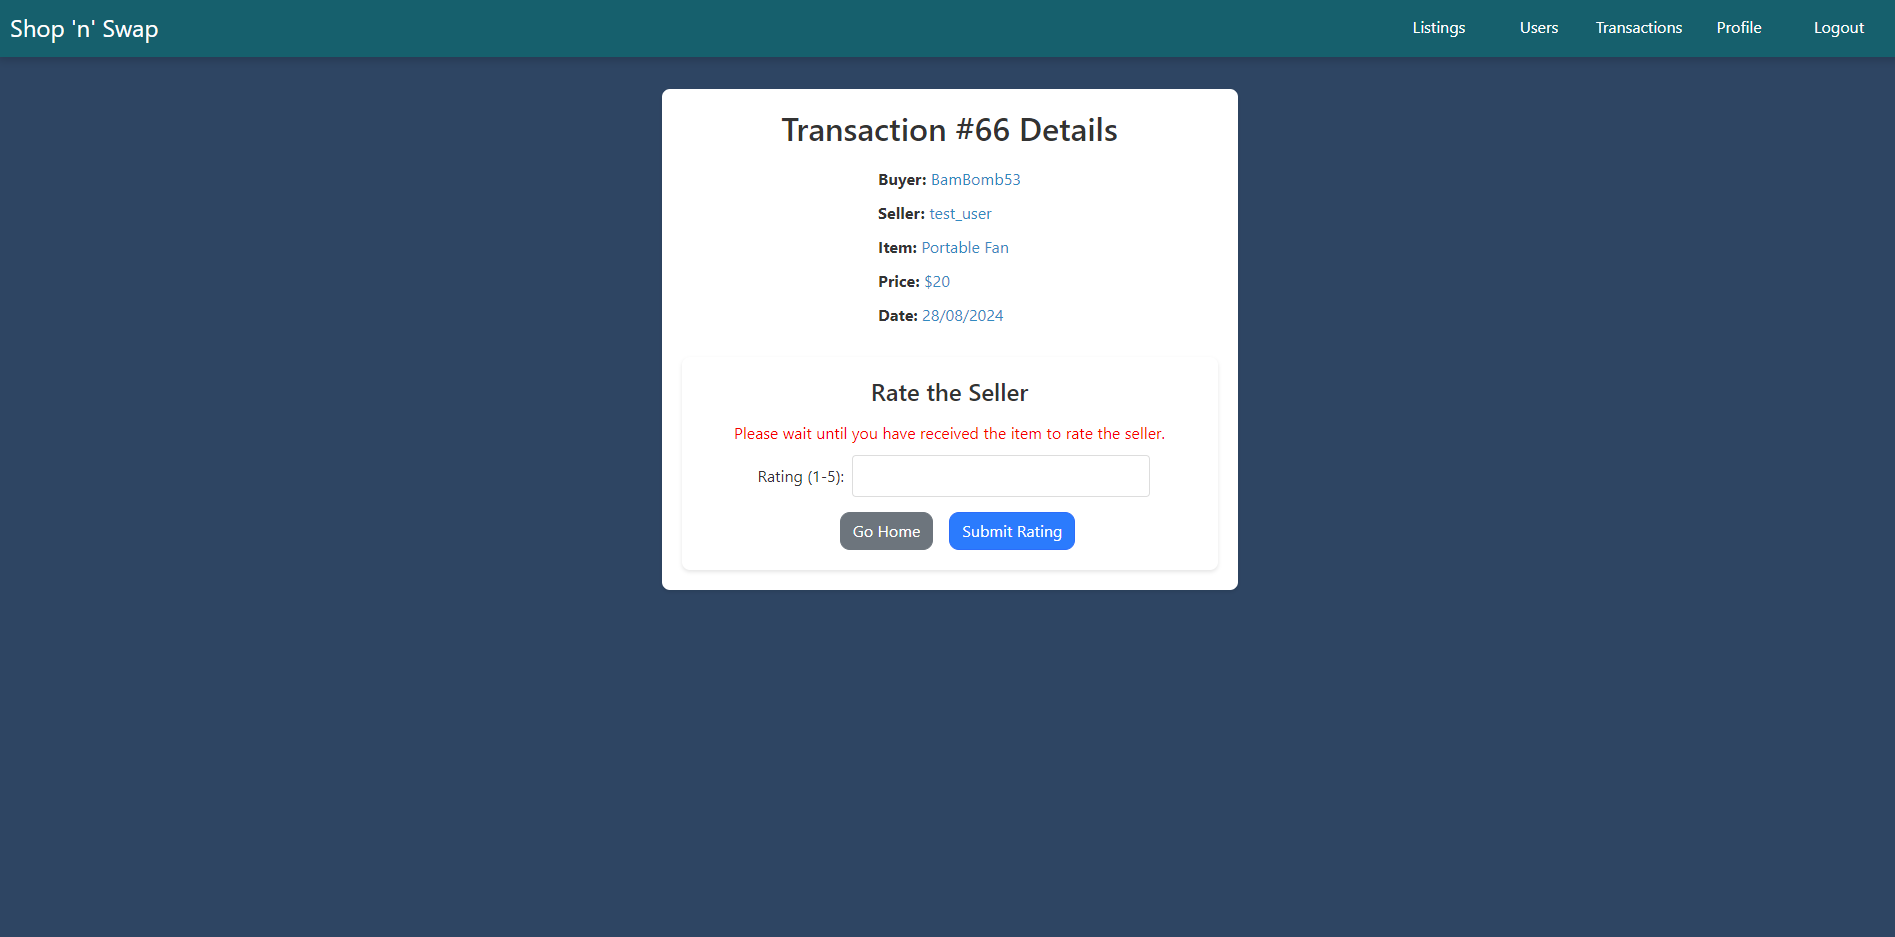 Shop 'n' Swap
Listings Users Transactions Profile Logout
Transaction #66 Details
Buyer: BamBomb53
Seller: test_user
Item: Portable Fan
Price: $20
Date: 28/08/2024
Rate the Seller
Please wait until you have received the item to rate the seller.
Rating (1-5):
Go Home Submit Rating